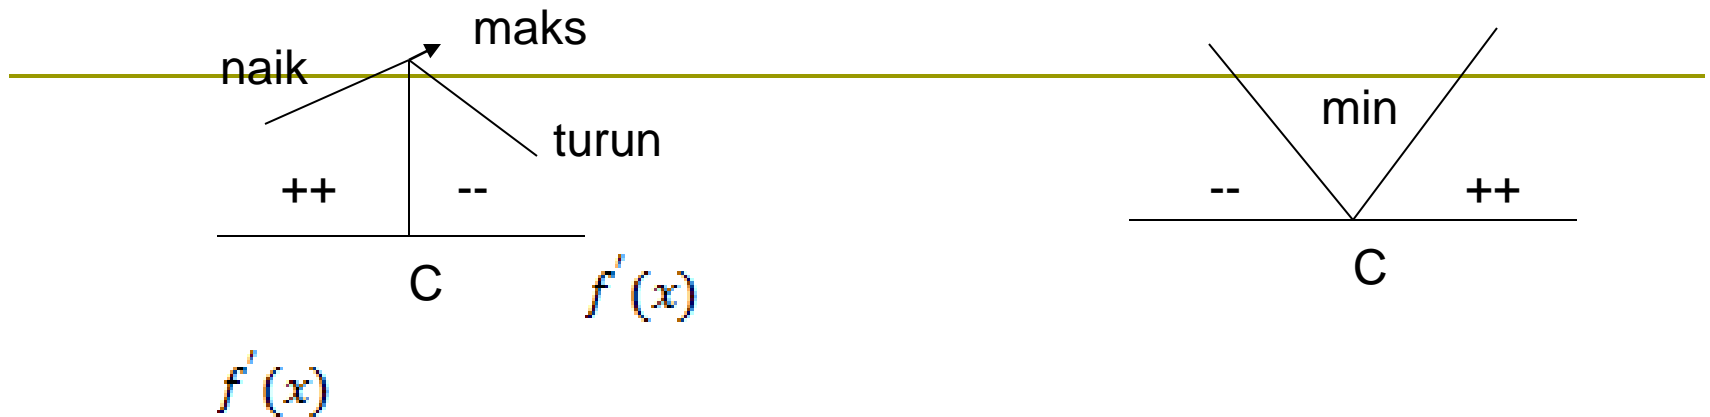 maks
naik
min
turun
++ --
-- ++
C
C
f'(x)
f'(x)